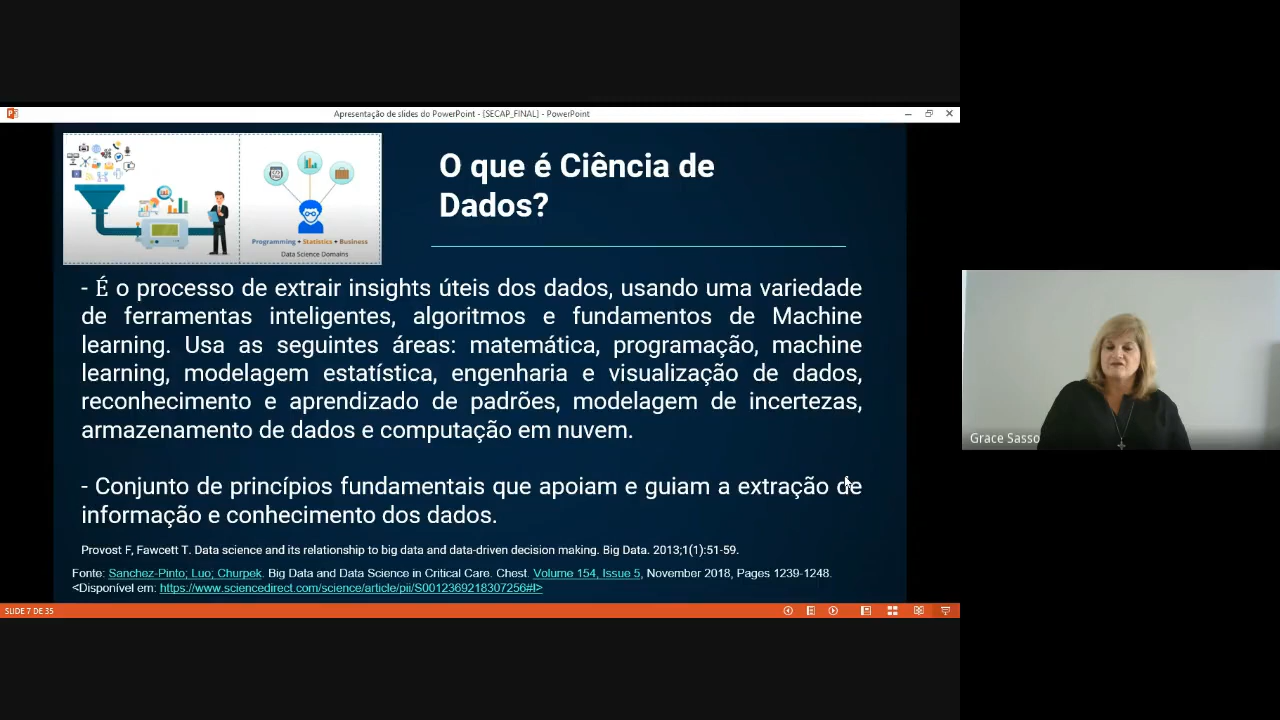 Apresentação de slides do PowerPoint - [SECAP_FINAL] - PowerPoint
Programming + Statistics + Business
Data Science Domains
O que é Ciência de
Dados?
- É o processo de extrair insights úteis dos dados, usando uma variedade
de ferramentas inteligentes, algoritmos e fundamentos de Machine
learning. Usa as seguintes áreas: matemática, programação, machine
learning, modelagem estatística, engenharia e visualização de dados,
reconhecimento e aprendizado de padrões, modelagem de incertezas,
armazenamento de dados e computação em nuvem.
- Conjunto de princípios fundamentais que apoiam e guiam a extração de
informação e conhecimento dos dados.
Provost F, Fawcett T. Data science and its relationship to big data and data-driven decision making. Big Data. 2013;1(1):51-59.
Fonte: Sanchez-Pinto; Luo; Churpek. Big Data and Data Science in Critical Care. Chest. Volume 154, Issue 5, November 2018, Pages 1239-1248.
<Disponível em: https://www.sciencedirect.com/science/article/pii/S0012369218307256#!>
SLIDE 7 DE 35
Grace Sasso